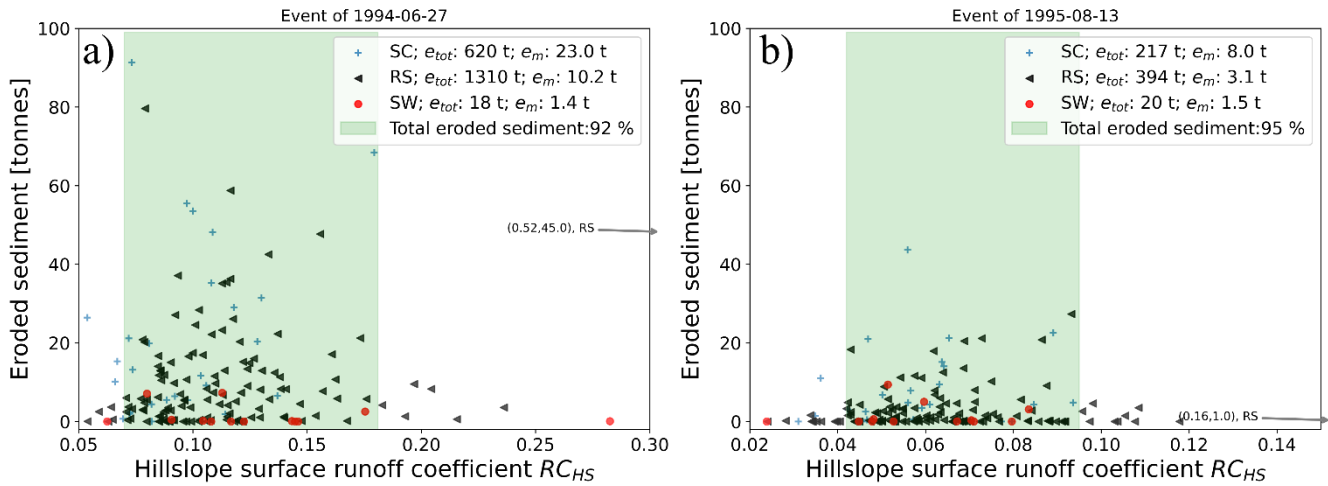 Event of 1994-06-27
a)
SC; e_tot: 620 t; e_m: 23.0 t
RS; e_tot: 1310 t; e_m: 10.2 t
SW; e_tot: 18 t; e_m: 1.4 t
Total eroded sediment:92 %
(0.52,45.0), RS
Eroded sediment [tonnes]
100
80
60
40
20
0
0.05 0.10 0.15 0.20 0.25 0.30
Hillslope surface runoff coefficient RC_HS
Event of 1995-08-13
b)
SC; e_tot: 217 t; e_m: 8.0 t
RS; e_tot: 394 t; e_m: 3.1 t
SW; e_tot: 20 t; e_m: 1.5 t
Total eroded sediment:95 %
(0.16,1.0), RS
Eroded sediment [tonnes]
100
80
60
40
20
0
0.02 0.04 0.06 0.08 0.10 0.12 0.14
Hillslope surface runoff coefficient RC_HS